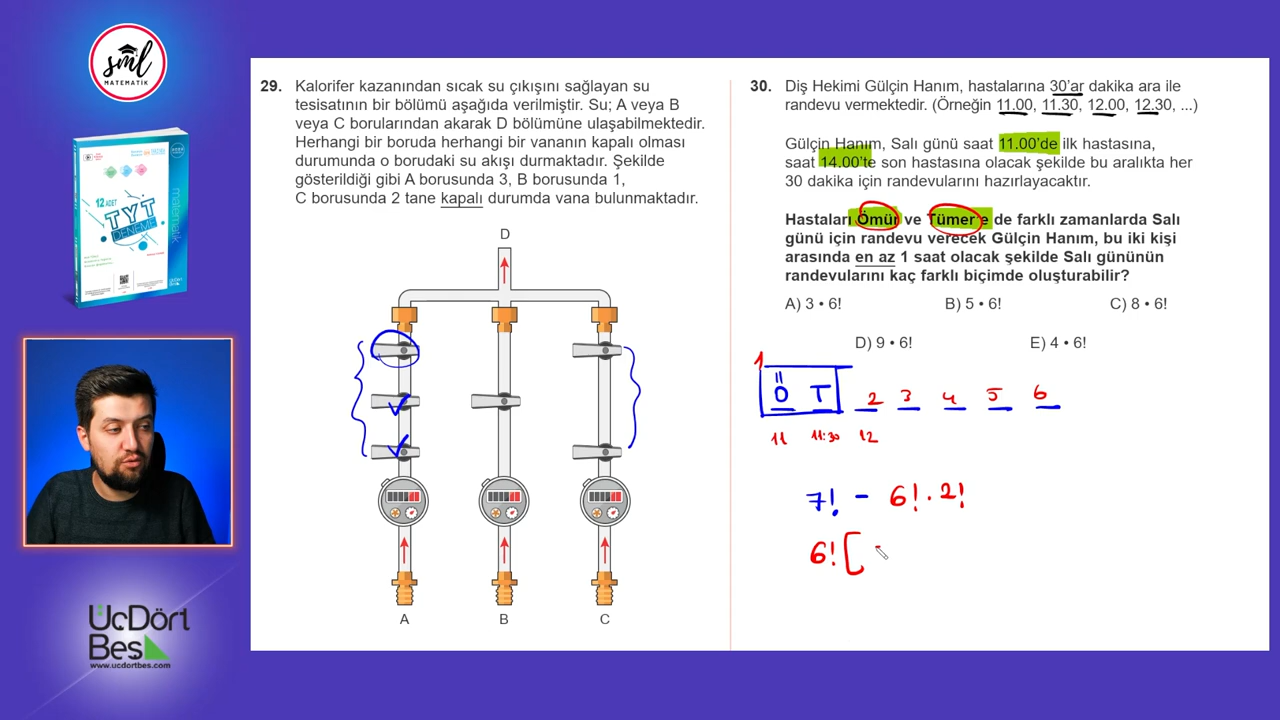 sml
MATEMATİK
12 ADET
TYT
DENEME
matematik
29. Kalorifer kazanından sıcak su çıkışını sağlayan su
tesisatının bir bölümü aşağıda verilmiştir. Su; A veya B
veya C borularından akarak D bölümüne ulaşabilmektedir.
Herhangi bir boruda herhangi bir vananın kapalı olması
durumunda o borudaki su akışı durmaktadır. Şekilde
gösterildiği gibi A borusunda 3, B borusunda 1,
C borusunda 2 tane kapalı durumda vana bulunmaktadır.
D
A B C
30. Diş Hekimi Gülçin Hanım, hastalarına 30'ar dakika ara ile
randevu vermektedir. (Örneğin 11.00, 11.30, 12.00, 12.30, ...)
Gülçin Hanım, Salı günü saat 11.00'de ilk hastasına,
saat 14.00'te son hastasına olacak şekilde bu aralıkta her
30 dakika için randevularını hazırlayacaktır.
Hastaları Ömür ve Tümer'e de farklı zamanlarda Salı
günü için randevu verecek Gülçin Hanım, bu iki kişi
arasında en az 1 saat olacak şekilde Salı gününün
randevularını kaç farklı biçimde oluşturabilir?
A) 3 • 6! B) 5 • 6! C) 8 • 6!
D) 9 • 6! E) 4 • 6!
1
Ö T 2 3 4 5 6
11 11:30 12
7! - 6! . 2!
6! [
ÜçDört
Beş
www.ucdortbes.com